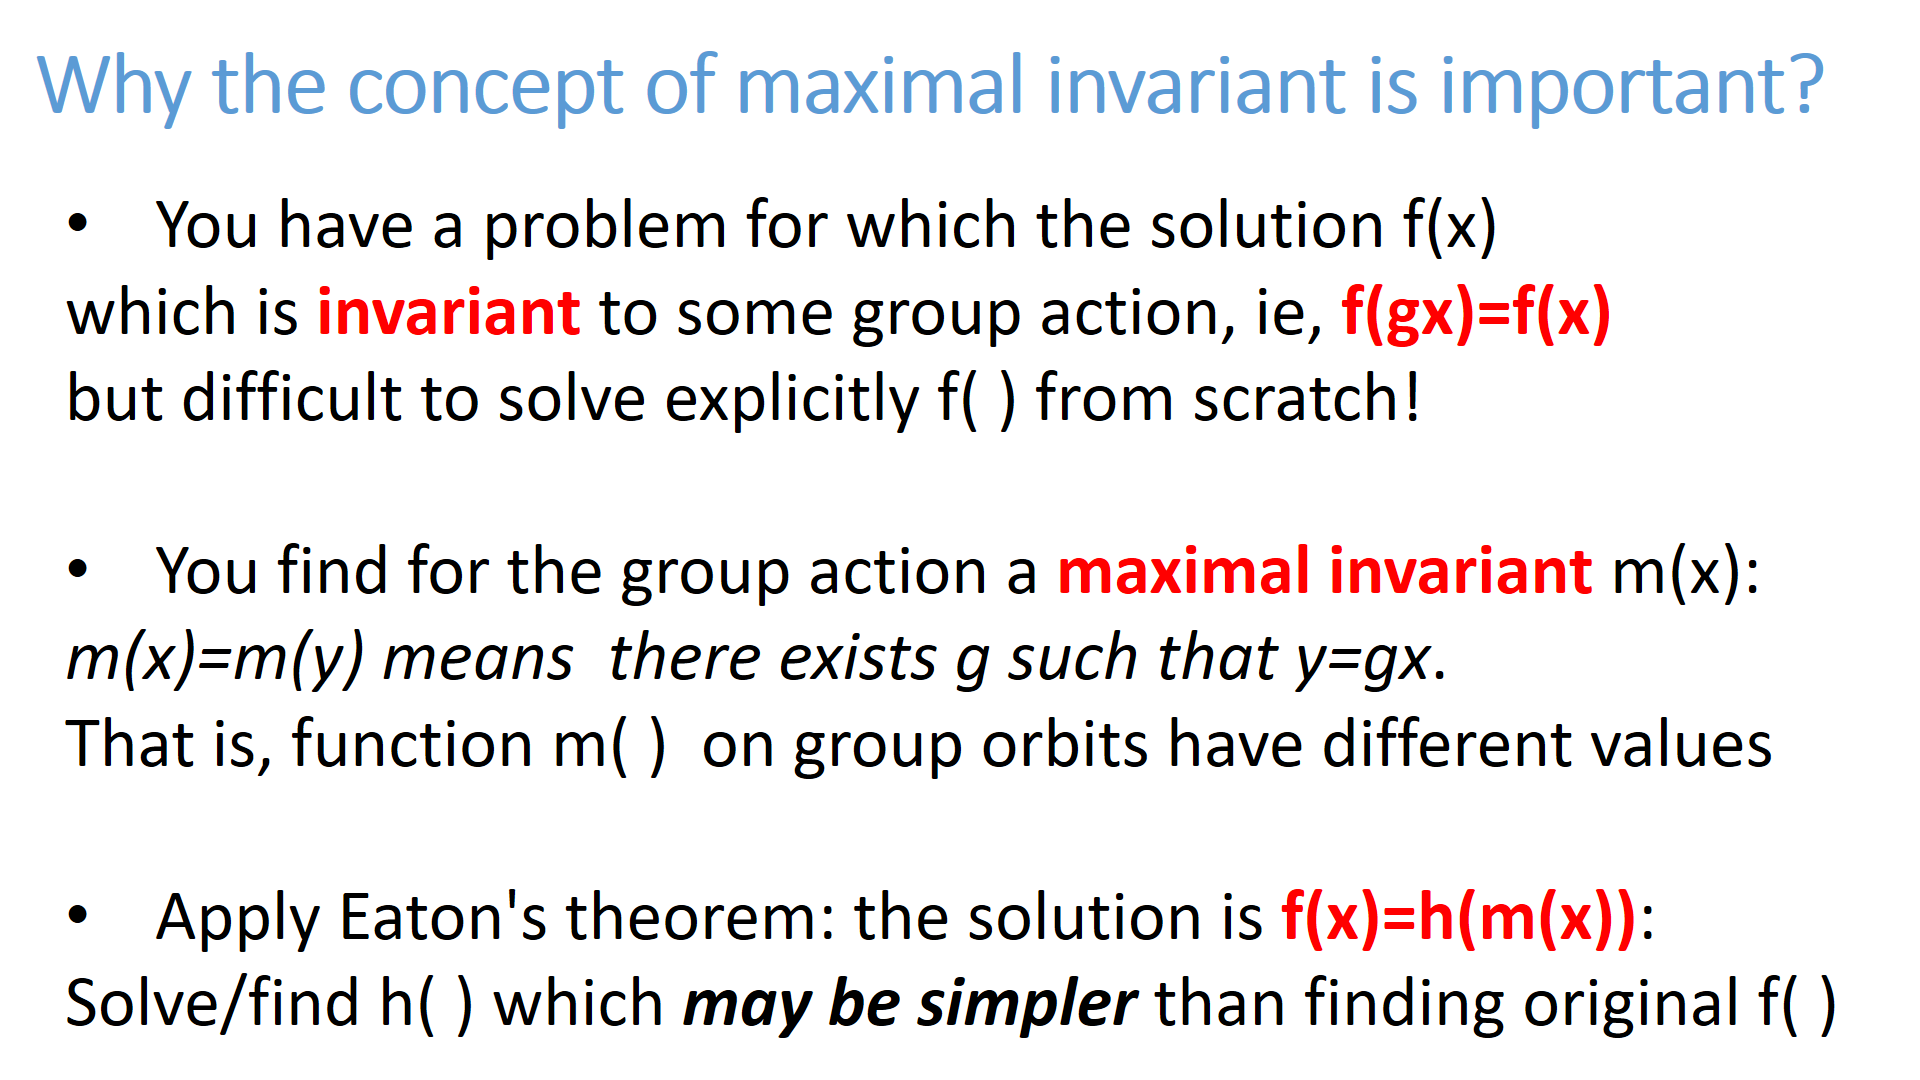 Why the concept of maximal invariant is important?
• You have a problem for which the solution f(x)
which is invariant to some group action, ie, f(gx)=f(x)
but difficult to solve explicitly f( ) from scratch!
• You find for the group action a maximal invariant m(x):
m(x)=m(y) means there exists g such that y=gx.
That is, function m( ) on group orbits have different values
• Apply Eaton's theorem: the solution is f(x)=h(m(x)):
Solve/find h( ) which may be simpler than finding original f( )